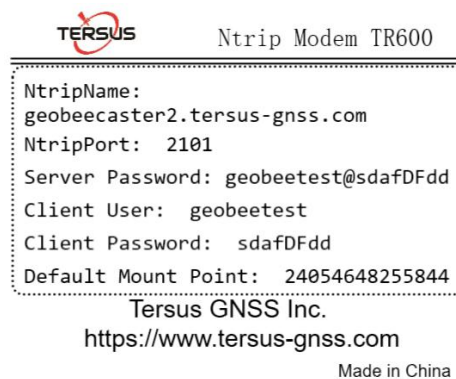 TERSUS
Ntrip Modem TR600
NtripName:
geobeecaster2.tersus-gnss.com
NtripPort: 2101
Server Password: geobeetest@sdafDFdd
Client User: geobeetest
Client Password: sdafDFdd
Default Mount Point: 24054648255844
Tersus GNSS Inc.
https://www.tersus-gnss.com
Made in China